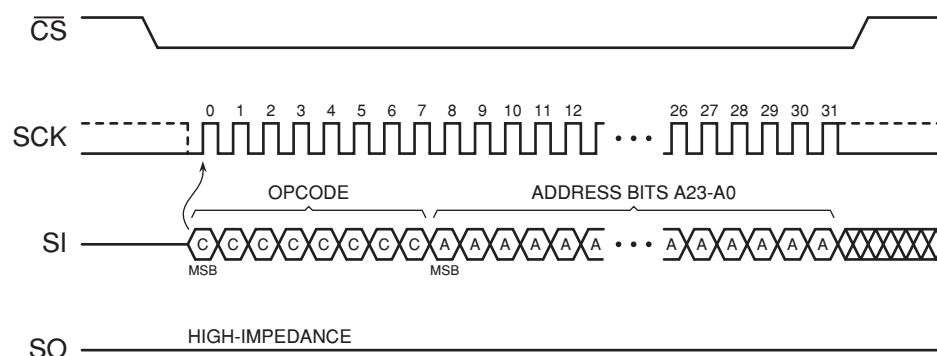 CS
0 1 2 3 4 5 6 7 8 9 10 11 12 26 27 28 29 30 31
SCK
OPCODE ADDRESS BITS A23-A0
SI C C C C C C C C A A A A A A A A A A A A
MSB MSB
HIGH-IMPEDANCE
SO